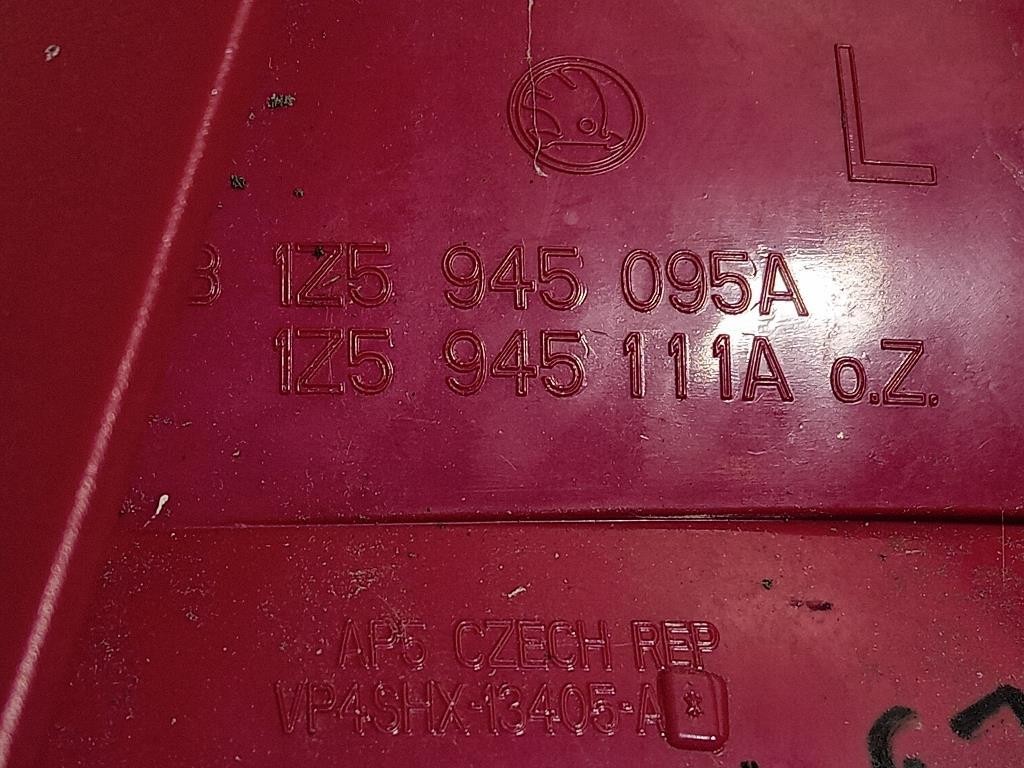 L
B 1Z5 945 095A
1Z5 945 111A o.Z.
AP5 CZECH REP
VP4SHX-13405-A